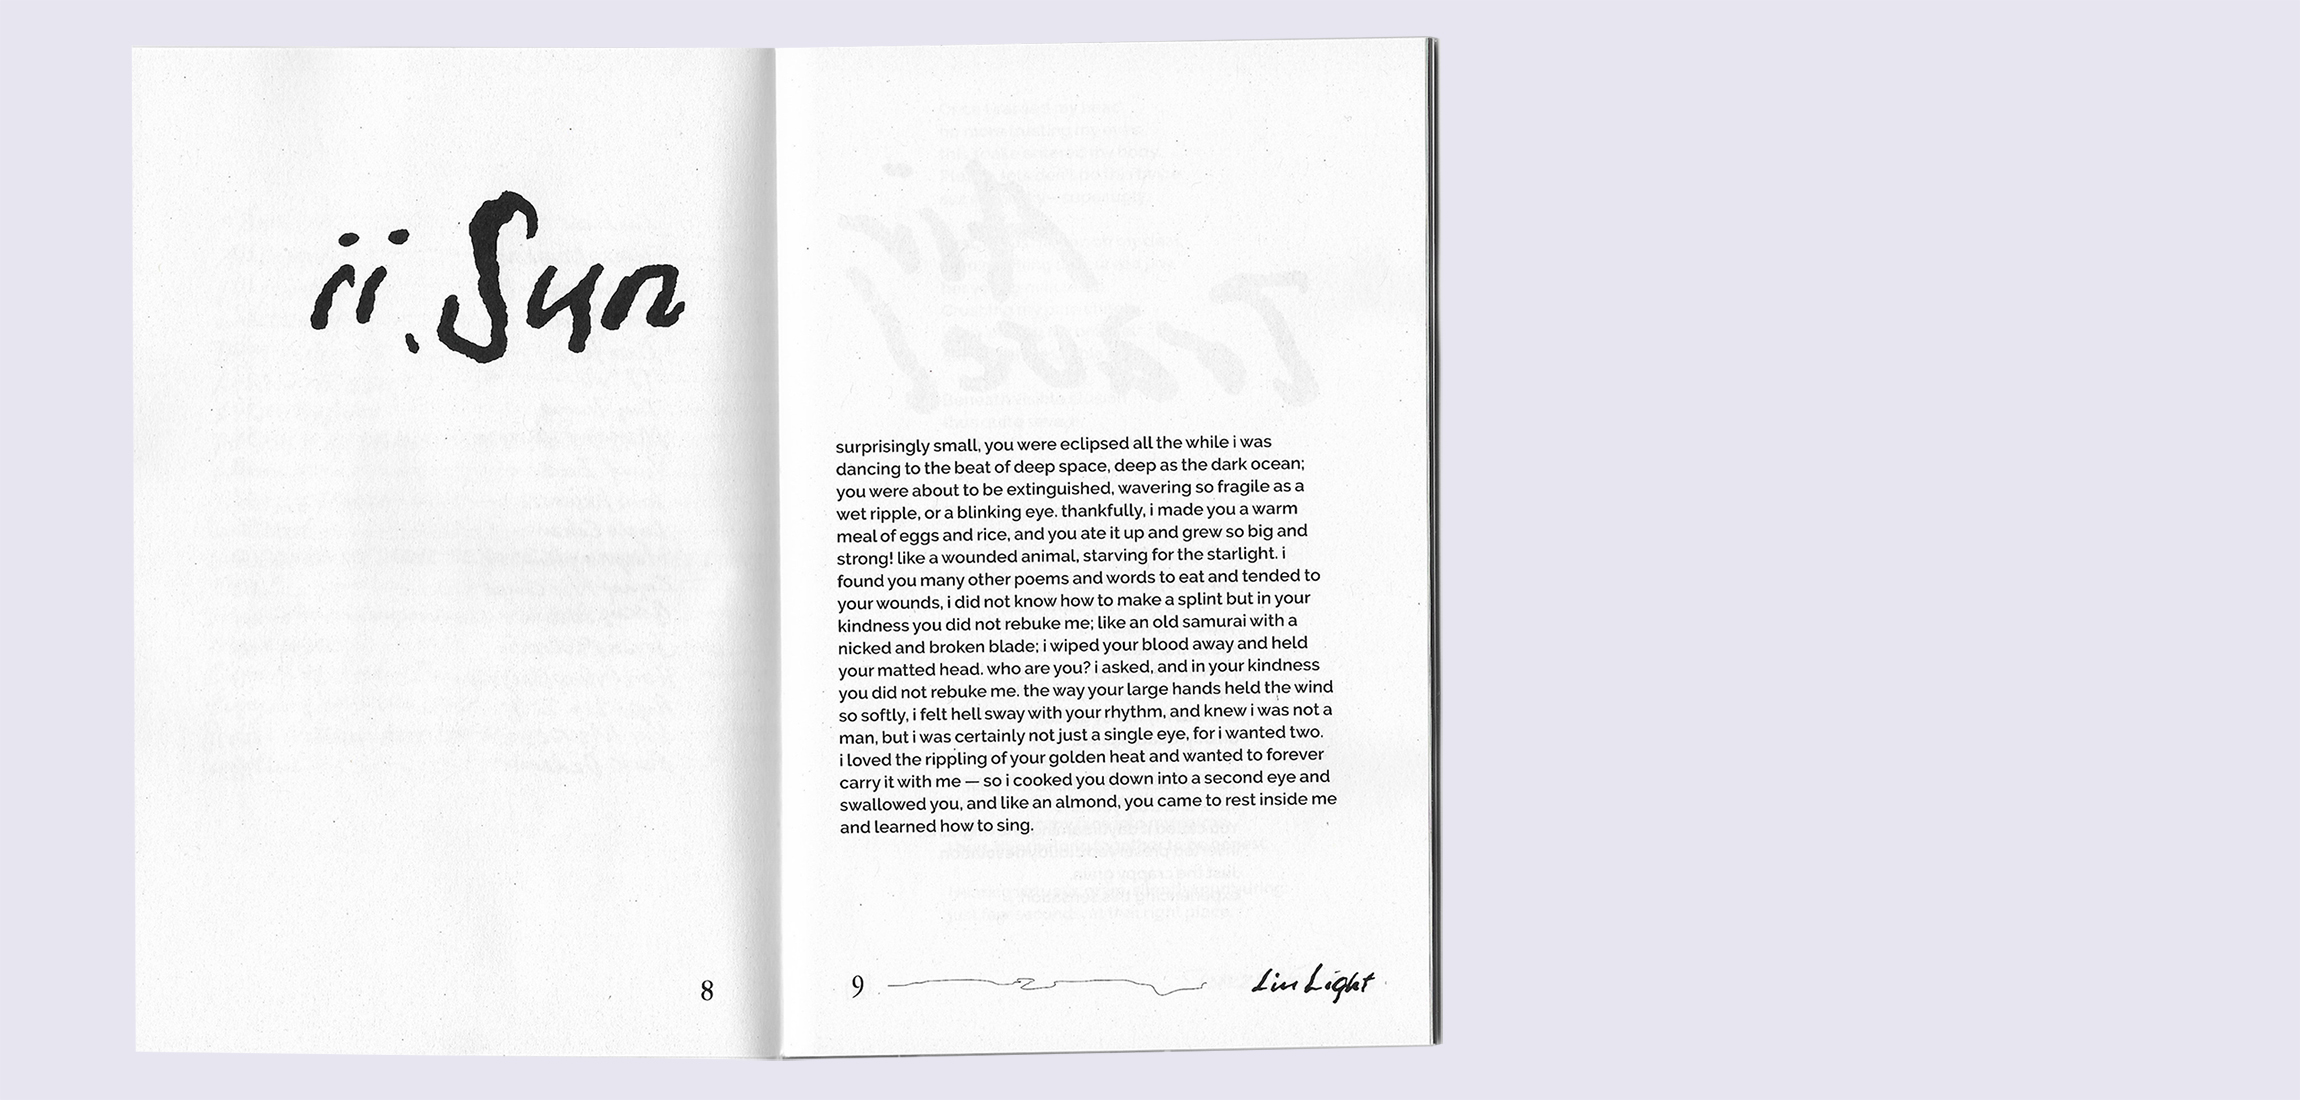 ii. Sun
8
surprisingly small, you were eclipsed all the while i was
dancing to the beat of deep space, deep as the dark ocean;
you were about to be extinguished, wavering so fragile as a
wet ripple, or a blinking eye. thankfully, i made you a warm
meal of eggs and rice, and you ate it up and grew so big and
strong! like a wounded animal, starving for the starlight. i
found you many other poems and words to eat and tended to
your wounds, i did not know how to make a splint but in your
kindness you did not rebuke me; like an old samurai with a
nicked and broken blade; i wiped your blood away and held
your matted head. who are you? i asked, and in your kindness
you did not rebuke me. the way your large hands held the wind
so softly, i felt hell sway with your rhythm, and knew i was not a
man, but i was certainly not just a single eye, for i wanted two.
i loved the rippling of your golden heat and wanted to forever
carry it with me — so i cooked you down into a second eye and
swallowed you, and like an almond, you came to rest inside me
and learned how to sing.
9
Lin Light